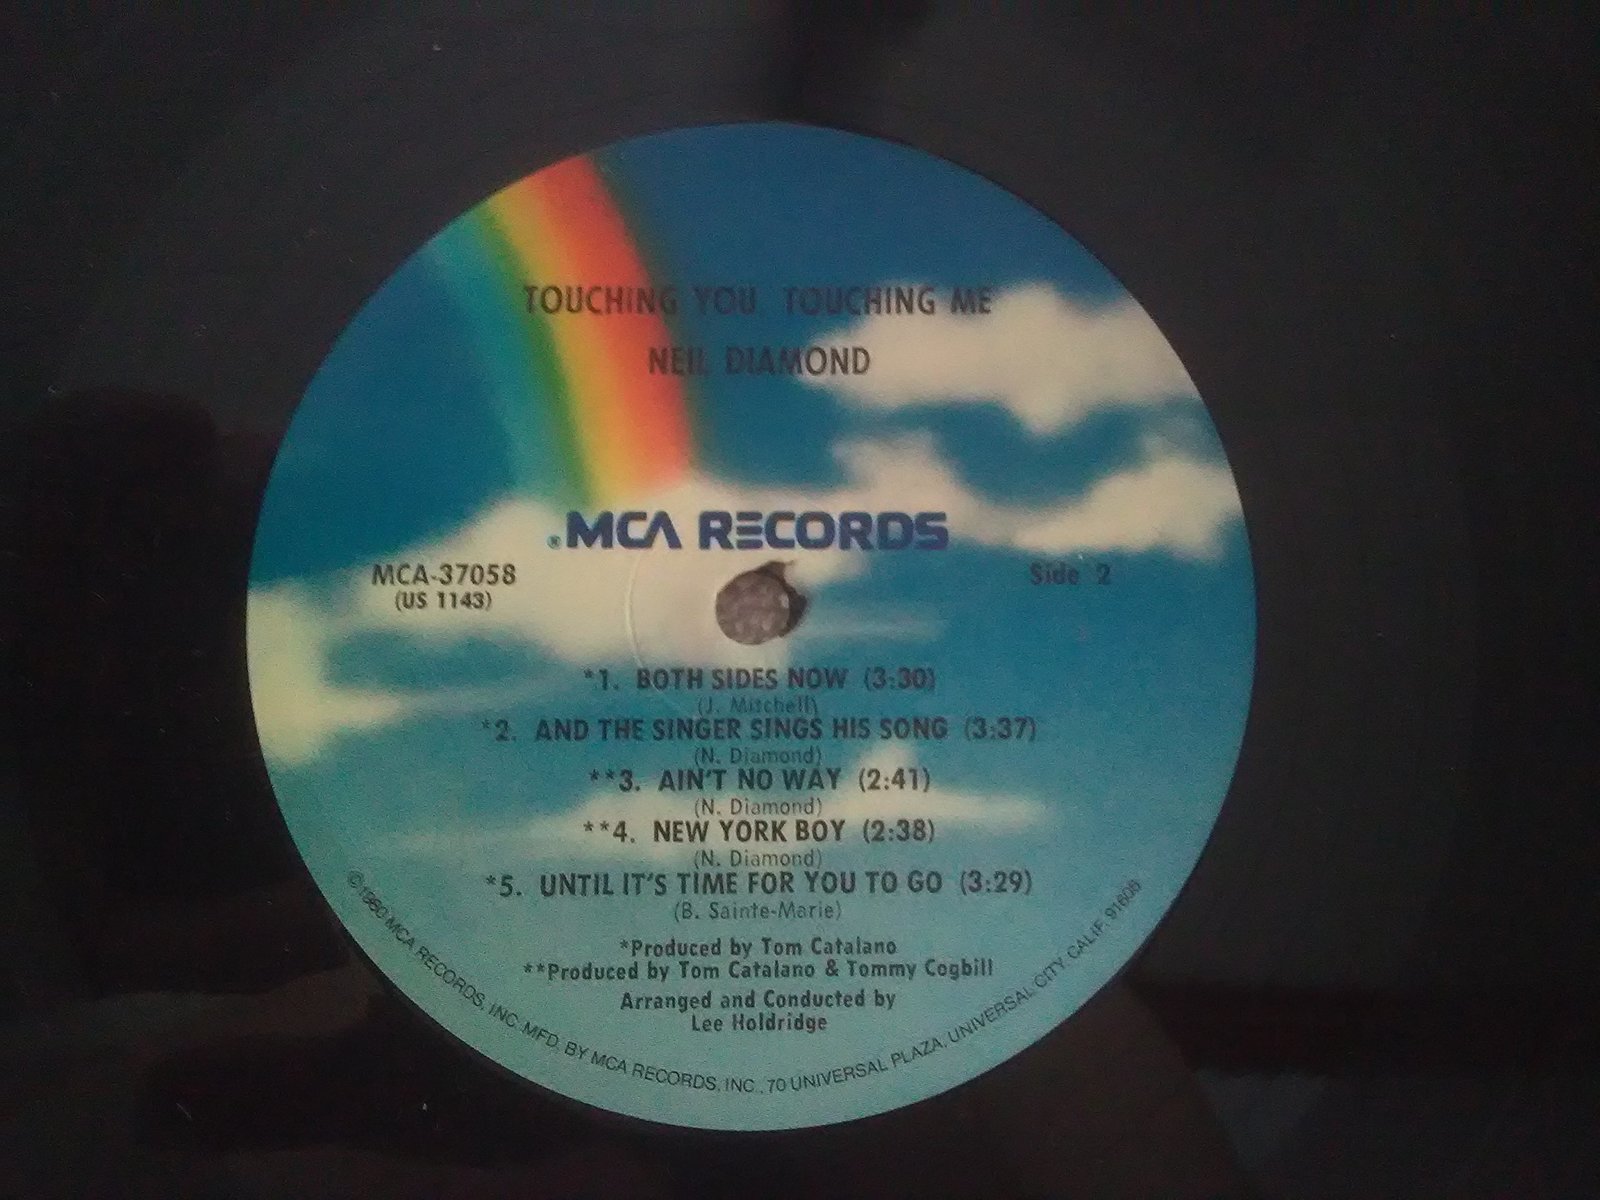 TOUCHING YOU TOUCHING ME
NEIL DIAMOND
®MCA RECORDS
MCA-37058
(US 1143)
Side 2
*1. BOTH SIDES NOW (3:30)
(J. Mitchell)
*2. AND THE SINGER SINGS HIS SONG (3:37)
(N. Diamond)
**3. AIN'T NO WAY (2:41)
(N. Diamond)
**4. NEW YORK BOY (2:38)
(N. Diamond)
*5. UNTIL IT'S TIME FOR YOU TO GO (3:29)
(B. Sainte-Marie)
*Produced by Tom Catalano
**Produced by Tom Catalano & Tommy Cogbill
Arranged and Conducted by
Lee Holdridge
©1980 MCA RECORDS, INC. MFD. BY MCA RECORDS, INC., 70 UNIVERSAL PLAZA, UNIVERSAL CITY, CALIF. 91608